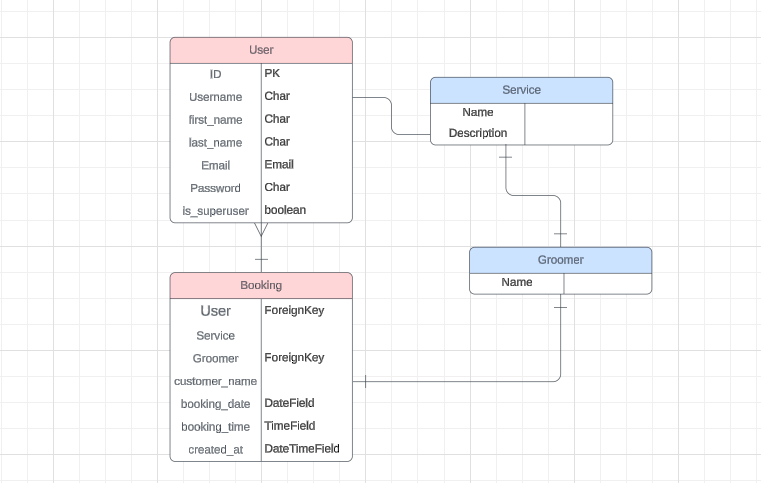 User
ID PK
Username Char
first_name Char
last_name Char
Email Email
Password Char
is_superuser boolean
Service
Name
Description
Booking
User ForeignKey
Service
Groomer ForeignKey
customer_name
booking_date DateField
booking_time TimeField
created_at DateTimeField
Groomer
Name